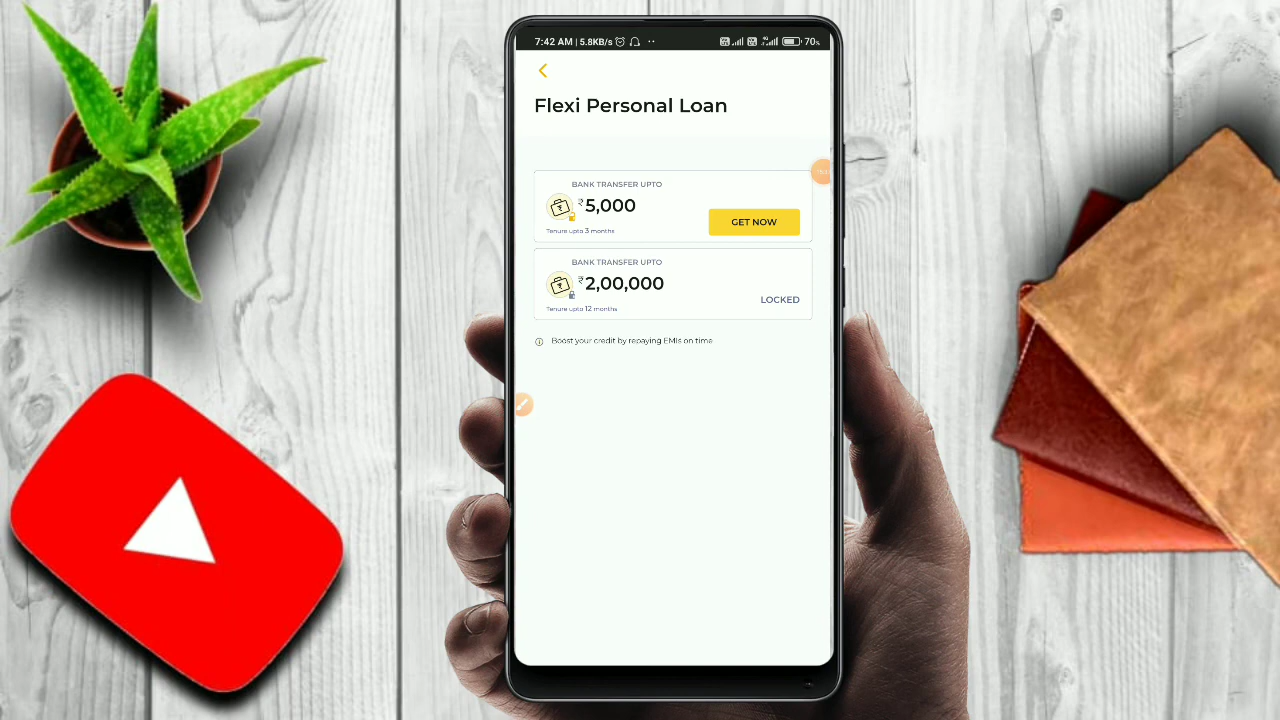 7:42 AM | 5.8KB/s
70%
Flexi Personal Loan
BANK TRANSFER UPTO
₹ 5,000
GET NOW
Tenure upto 3 months
BANK TRANSFER UPTO
₹ 2,00,000
LOCKED
Tenure upto 12 months
Boost your credit by repaying EMIs on time